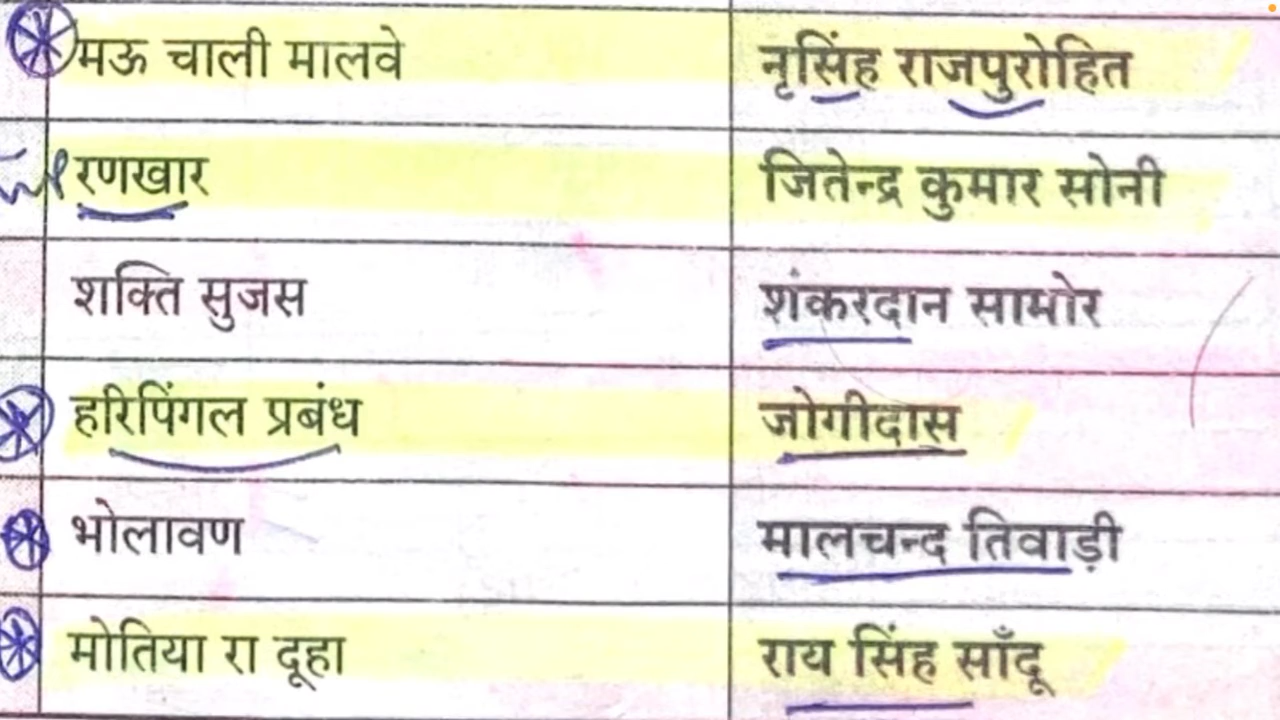 मऊ चाली मालवे नृसिंह राजपुरोहित
रणखार जितेन्द्र कुमार सोनी
शक्ति सुजस शंकरदान सामोर
हरिपिंगल प्रबंध जोगीदास
भोलावण मालचन्द तिवाड़ी
मोतिया रा दूहा राय सिंह साँदू